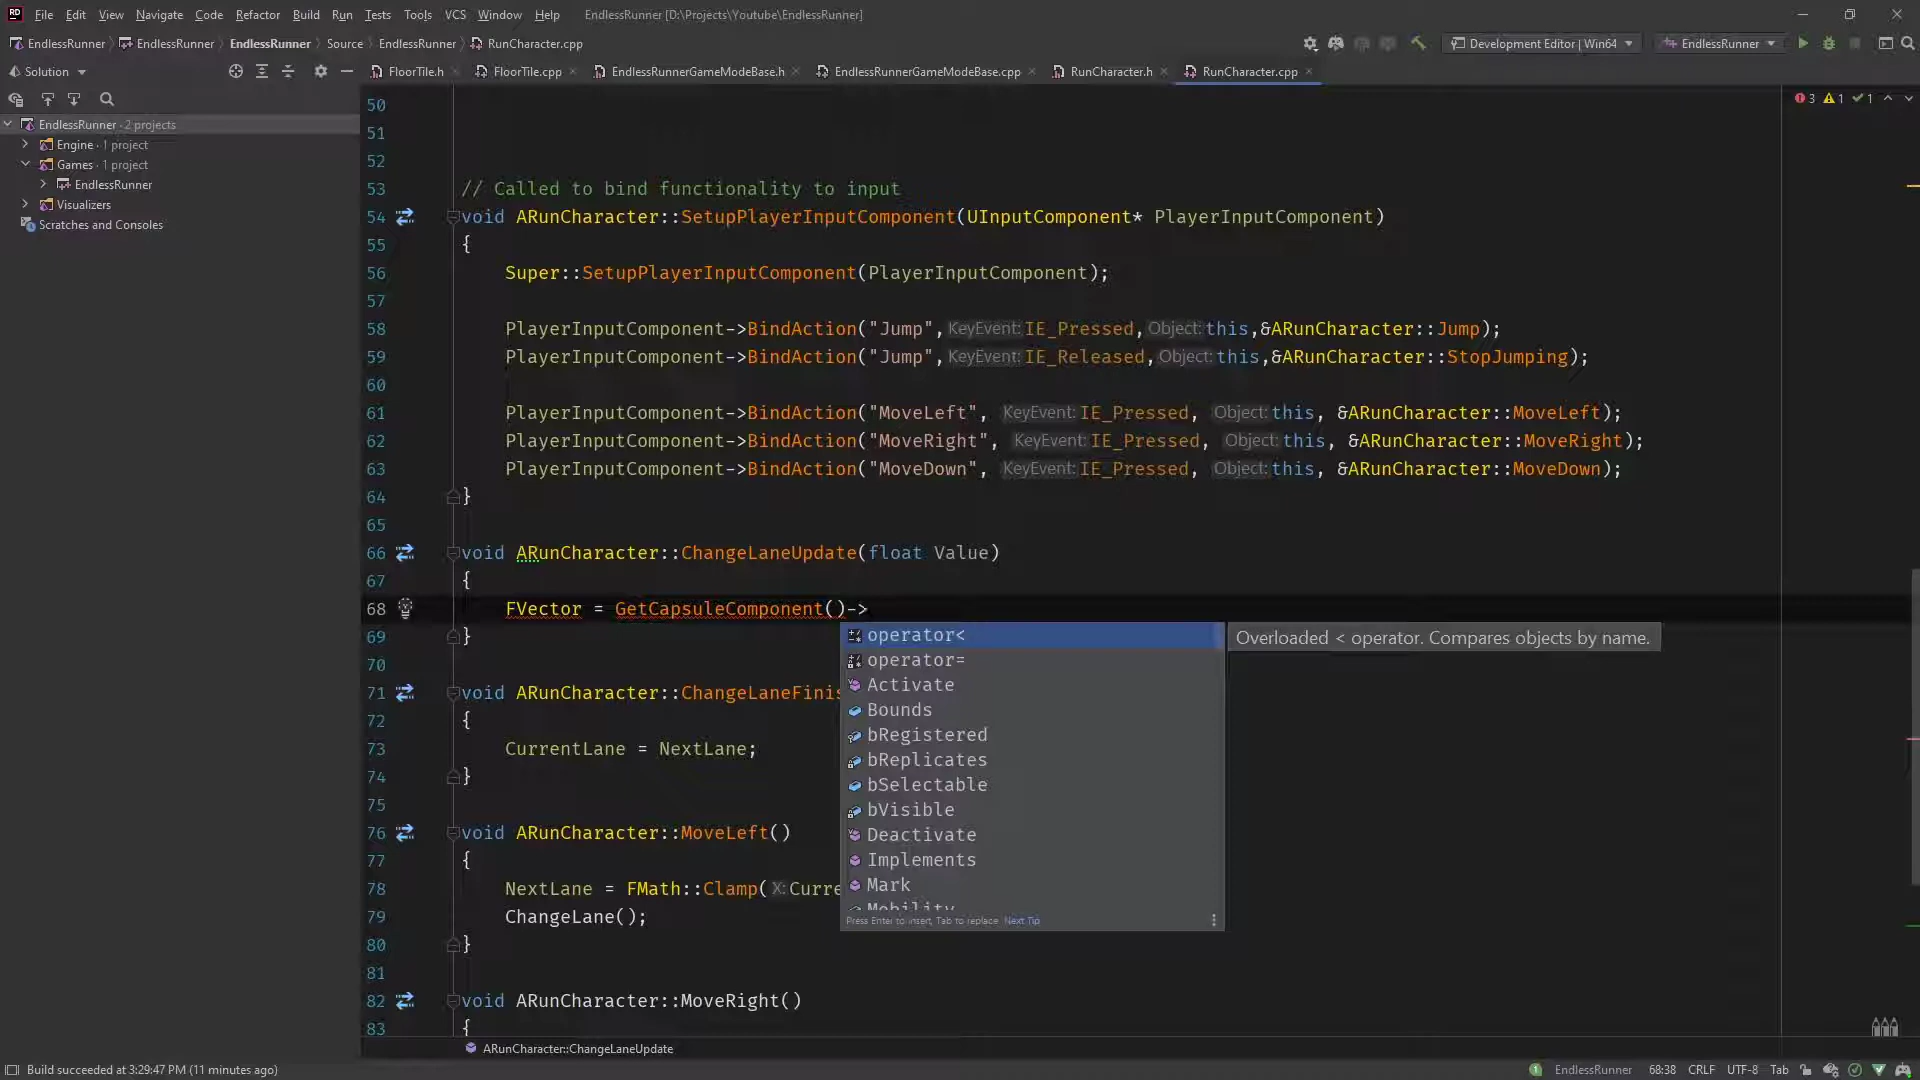 RD File Edit View Navigate Code Refactor Build Run Tests Tools VCS Window Help EndlessRunner [D:\Projects\Youtube\EndlessRunner]
EndlessRunner EndlessRunner EndlessRunner Source EndlessRunner RunCharacter.cpp Development Editor | Win64 EndlessRunner
Solution
FloorTile.h FloorTile.cpp EndlessRunnerGameModeBase.h EndlessRunnerGameModeBase.cpp RunCharacter.h RunCharacter.cpp
3 1 1
EndlessRunner · 2 projects
Engine · 1 project
Games · 1 project
EndlessRunner
Visualizers
Scratches and Consoles
50
51
52
53 // Called to bind functionality to input
54 void ARunCharacter::SetupPlayerInputComponent(UInputComponent* PlayerInputComponent)
55 {
56 Super::SetupPlayerInputComponent(PlayerInputComponent);
57
58 PlayerInputComponent->BindAction("Jump", KeyEvent: IE_Pressed, Object: this,&ARunCharacter::Jump);
59 PlayerInputComponent->BindAction("Jump", KeyEvent: IE_Released, Object: this,&ARunCharacter::StopJumping);
60
61 PlayerInputComponent->BindAction("MoveLeft", KeyEvent: IE_Pressed, Object: this, &ARunCharacter::MoveLeft);
62 PlayerInputComponent->BindAction("MoveRight", KeyEvent: IE_Pressed, Object: this, &ARunCharacter::MoveRight);
63 PlayerInputComponent->BindAction("MoveDown", KeyEvent: IE_Pressed, Object: this, &ARunCharacter::MoveDown);
64 }
65
66 void ARunCharacter::ChangeLaneUpdate(float Value)
67 {
68 FVector = GetCapsuleComponent()->
69 }
70
71 void ARunCharacter::ChangeLaneFinis
72 {
73 CurrentLane = NextLane;
74 }
75
76 void ARunCharacter::MoveLeft()
77 {
78 NextLane = FMath::Clamp( X: Curre
79 ChangeLane();
80 }
81
82 void ARunCharacter::MoveRight()
83 {
operator<
operator=
Activate
Bounds
bRegistered
bReplicates
bSelectable
bVisible
Deactivate
Implements
Mark
Mobility
Press Enter to insert, Tab to replace Next Tip
Overloaded < operator. Compares objects by name.
ARunCharacter::ChangeLaneUpdate
Build succeeded at 3:29:47 PM (11 minutes ago)
1 EndlessRunner 68:38 CRLF UTF-8 Tab